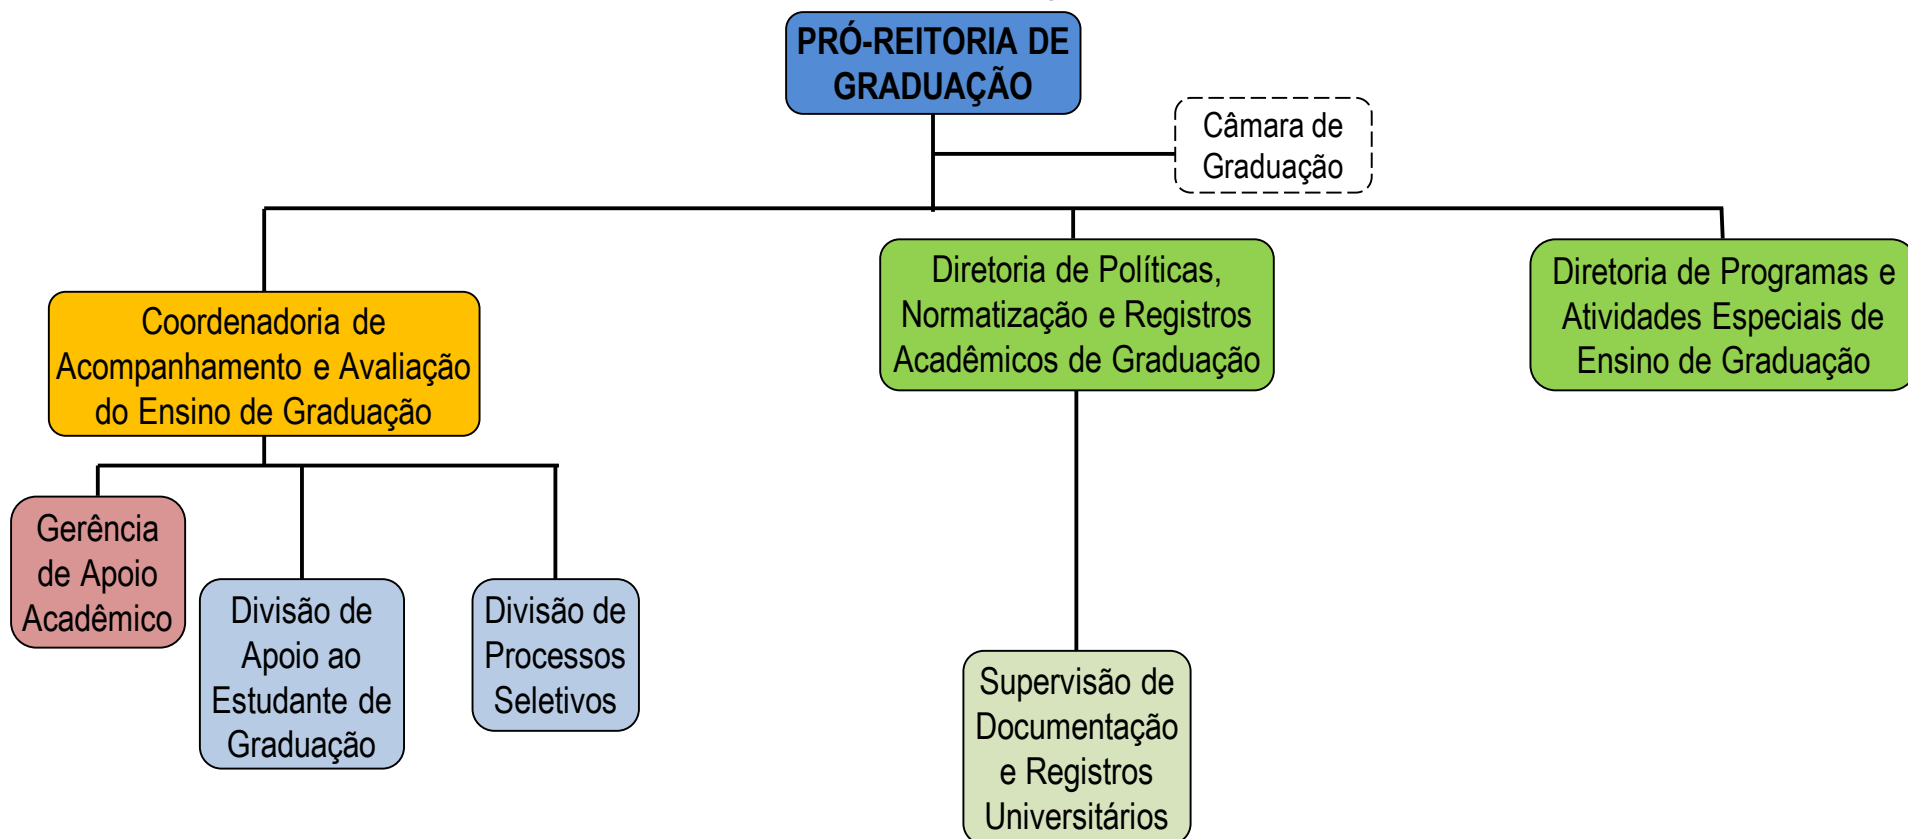 PRÓ-REITORIA DE
GRADUAÇÃO
Câmara de
Graduação
Coordenadoria de
Acompanhamento e Avaliação
do Ensino de Graduação
Diretoria de Políticas,
Normatização e Registros
Acadêmicos de Graduação
Diretoria de Programas e
Atividades Especiais de
Ensino de Graduação
Gerência
de Apoio
Acadêmico
Divisão de
Apoio ao
Estudante de
Graduação
Divisão de
Processos
Seletivos
Supervisão de
Documentação
e Registros
Universitários